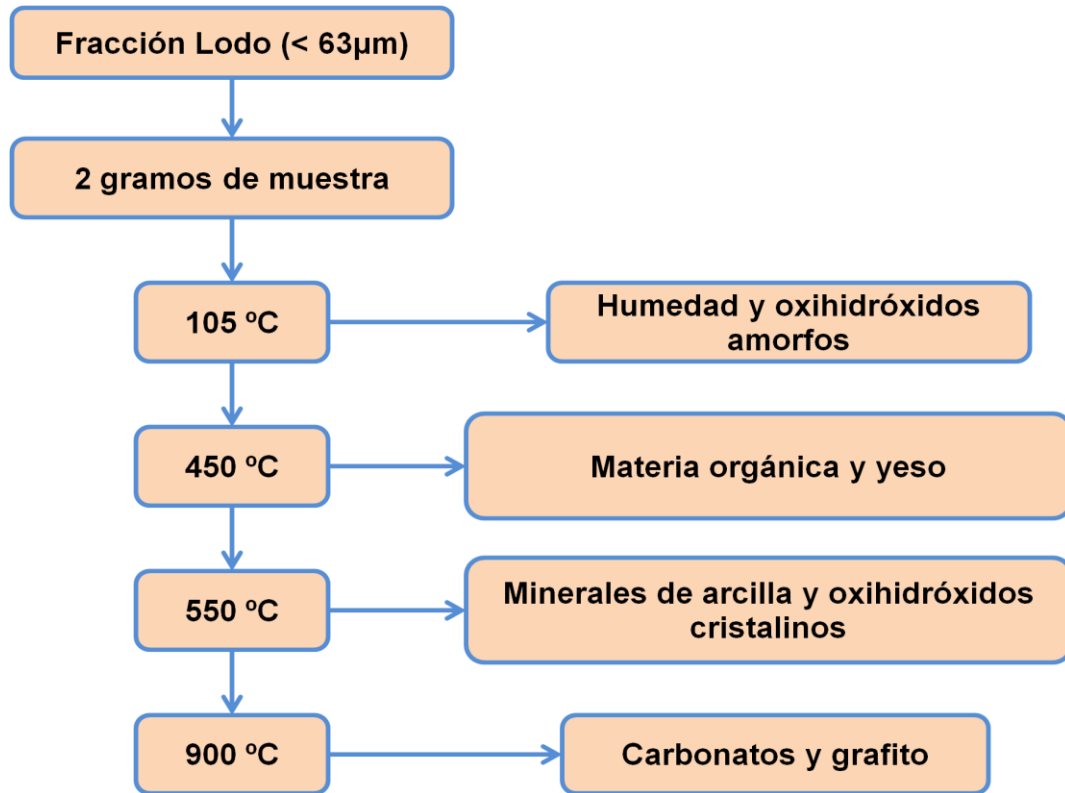 Fracción Lodo (< 63µm)
2 gramos de muestra
105 ºC
Humedad y oxihidróxidos
amorfos
450 ºC
Materia orgánica y yeso
550 ºC
Minerales de arcilla y oxihidróxidos
cristalinos
900 ºC
Carbonatos y grafito